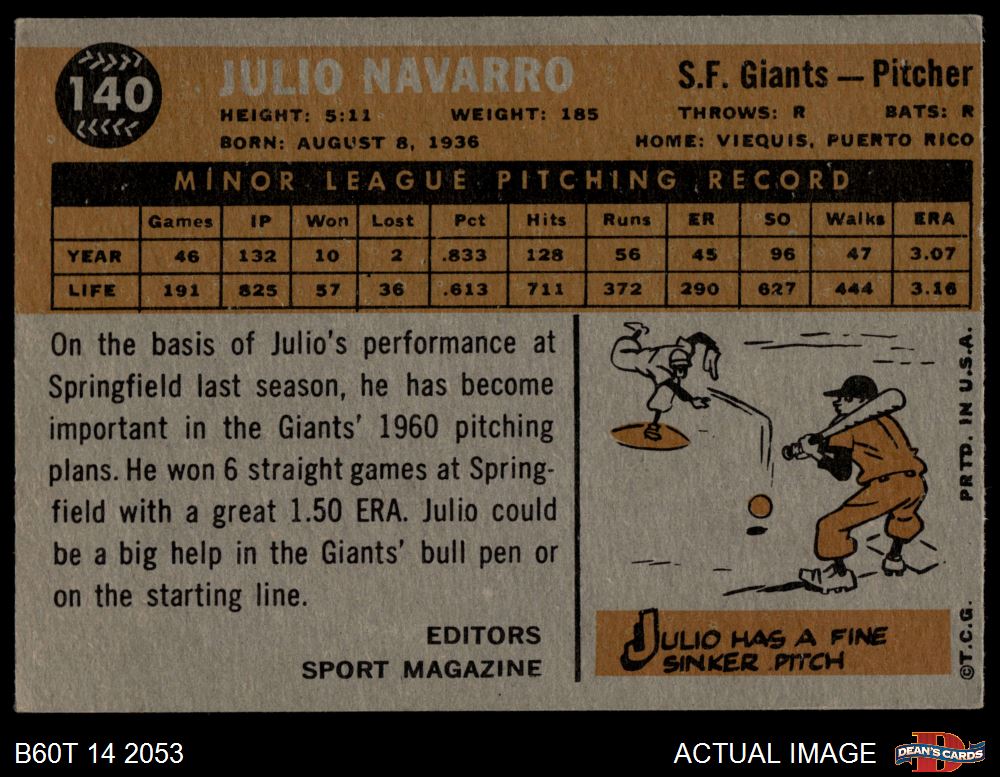 140
JULIO NAVARRO
S.F. Giants — Pitcher
HEIGHT: 5:11 WEIGHT: 185 THROWS: R BATS: R
BORN: AUGUST 8, 1936 HOME: VIEQUIS, PUERTO RICO
MINOR LEAGUE PITCHING RECORD
Games IP Won Lost Pct Hits Runs ER SO Walks ERA
YEAR 46 132 10 2 .833 128 56 45 96 47 3.07
LIFE 191 825 57 36 .613 711 372 290 627 444 3.16
On the basis of Julio's performance at
Springfield last season, he has become
important in the Giants' 1960 pitching
plans. He won 6 straight games at Spring-
field with a great 1.50 ERA. Julio could
be a big help in the Giants' bull pen or
on the starting line.
EDITORS
SPORT MAGAZINE
JULIO HAS A FINE
SINKER PITCH
PRTD. IN U.S.A.
©T.C.G.
B60T 14 2053
ACTUAL IMAGE
D
DEAN'S CARDS